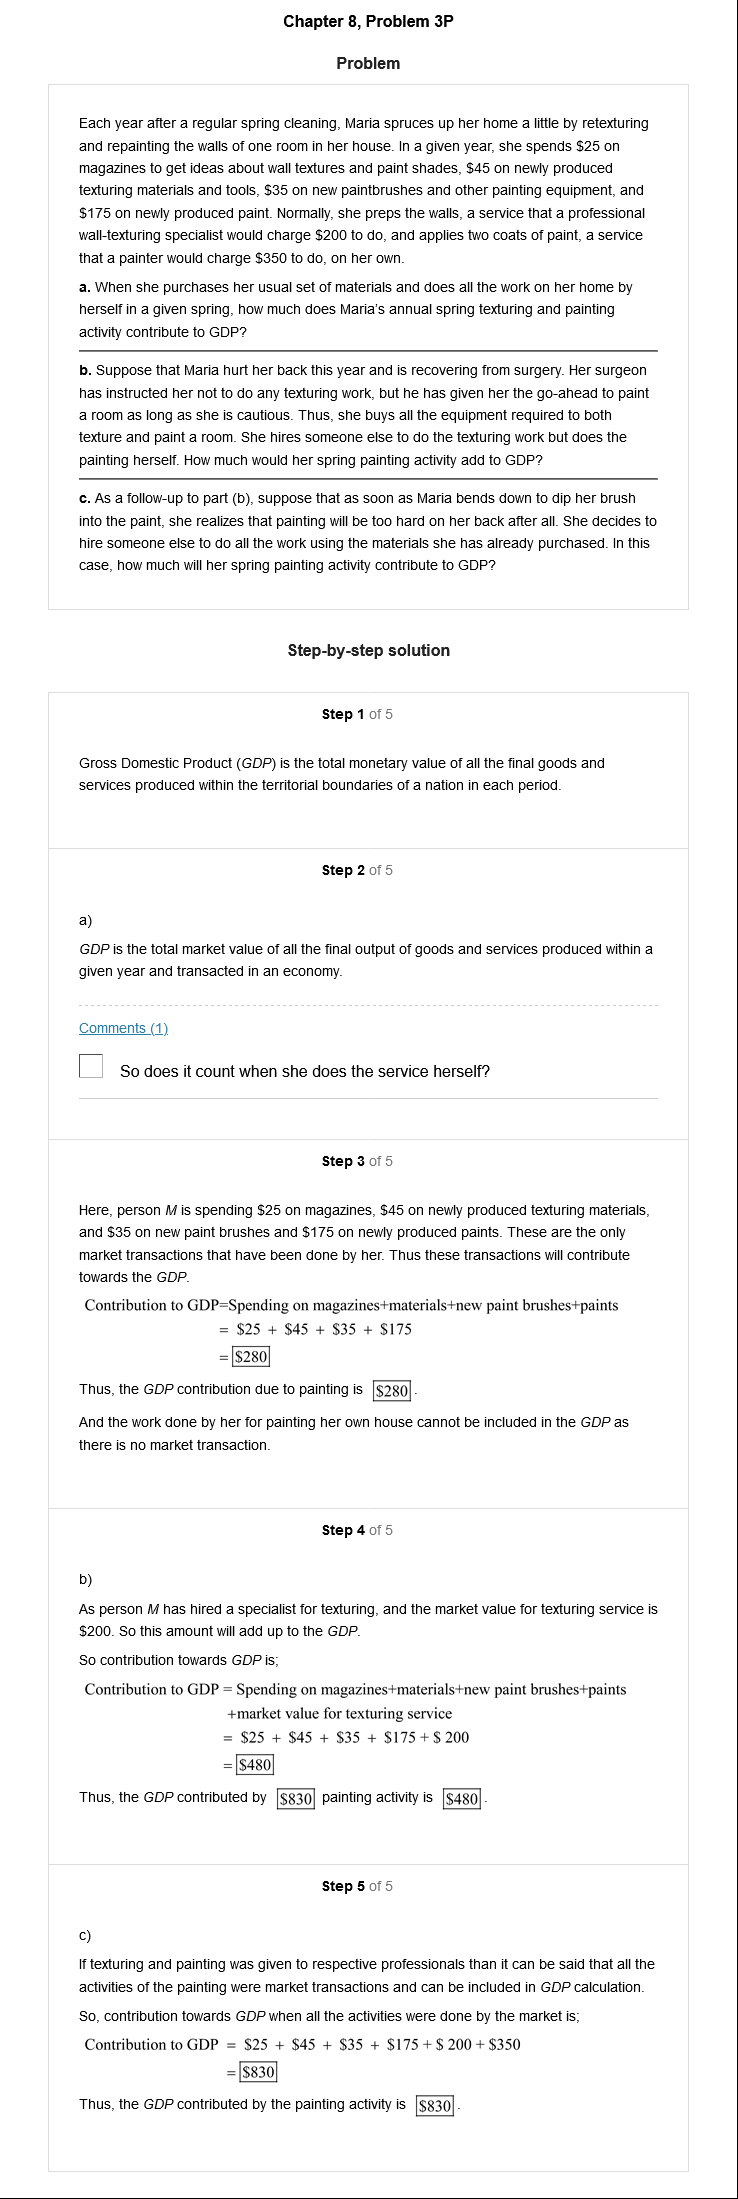 Chapter 8, Problem 3P
Problem
Each year after a regular spring cleaning, Maria spruces up her home a little by retexturing
and repainting the walls of one room in her house. In a given year, she spends $25 on
magazines to get ideas about wall textures and paint shades, $45 on newly produced
texturing materials and tools, $35 on new paintbrushes and other painting equipment, and
$175 on newly produced paint. Normally, she preps the walls, a service that a professional
wall-texturing specialist would charge $200 to do, and applies two coats of paint, a service
that a painter would charge $350 to do, on her own.
a. When she purchases her usual set of materials and does all the work on her home by
herself in a given spring, how much does Maria's annual spring texturing and painting
activity contribute to GDP?
b. Suppose that Maria hurt her back this year and is recovering from surgery. Her surgeon
has instructed her not to do any texturing work, but he has given her the go-ahead to paint
a room as long as she is cautious. Thus, she buys all the equipment required to both
texture and paint a room. She hires someone else to do the texturing work but does the
painting herself. How much would her spring painting activity add to GDP?
c. As a follow-up to part (b), suppose that as soon as Maria bends down to dip her brush
into the paint, she realizes that painting will be too hard on her back after all. She decides to
hire someone else to do all the work using the materials she has already purchased. In this
case, how much will her spring painting activity contribute to GDP?
Step-by-step solution
Step 1 of 5
Gross Domestic Product (GDP) is the total monetary value of all the final goods and
services produced within the territorial boundaries of a nation in each period.
Step 2 of 5
a)
GDP is the total market value of all the final output of goods and services produced within a
given year and transacted in an economy.
Comments (1)
So does it count when she does the service herself?
Step 3 of 5
Here, person M is spending $25 on magazines, $45 on newly produced texturing materials,
and $35 on new paint brushes and $175 on newly produced paints. These are the only
market transactions that have been done by her. Thus these transactions will contribute
towards the GDP.
Contribution to GDP=Spending on magazines+materials+new paint brushes+paints
= $25 + $45 + $35 + $175
= $280
Thus, the GDP contribution due to painting is $280.
And the work done by her for painting her own house cannot be included in the GDP as
there is no market transaction.
Step 4 of 5
b)
As person M has hired a specialist for texturing, and the market value for texturing service is
$200. So this amount will add up to the GDP.
So contribution towards GDP is;
Contribution to GDP = Spending on magazines+materials+new paint brushes+paints
+market value for texturing service
= $25 + $45 + $35 + $175 + $ 200
= $480
Thus, the GDP contributed by $830 painting activity is $480.
Step 5 of 5
c)
If texturing and painting was given to respective professionals than it can be said that all the
activities of the painting were market transactions and can be included in GDP calculation.
So, contribution towards GDP when all the activities were done by the market is;
Contribution to GDP = $25 + $45 + $35 + $175 + $ 200 + $350
= $830
Thus, the GDP contributed by the painting activity is $830.